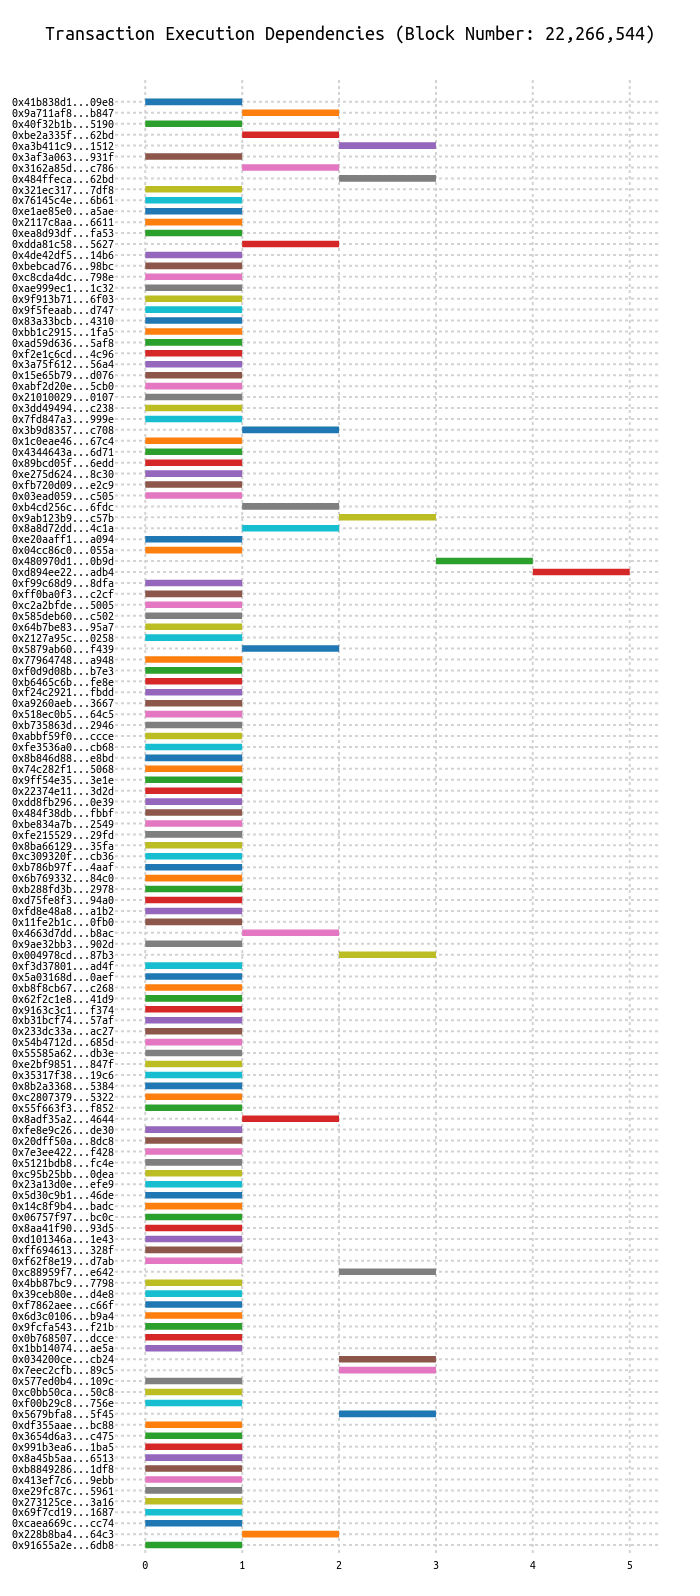 Transaction Execution Dependencies (Block Number: 22,266,544)
0x41b838d1...09e8
0x9a711af8...b847
0x40f32b1b...5190
0xbe2a335f...62bd
0xa3b411c9...1512
0x3af3a063...931f
0x3162a85d...c786
0x484ffeca...62bd
0x321ec317...7df8
0x76145c4e...6b61
0xe1ae85e0...a5ae
0x2117c8aa...6611
0xea8d93df...fa53
0xdda81c58...5627
0x4de42df5...14b6
0xbebcad76...98bc
0xc8cda4dc...798e
0xae999ec1...1c32
0x9f913b71...6f03
0x9f5feaab...d747
0x83a33bcb...4310
0xbb1c2915...1fa5
0xad59d636...5af8
0xf2e1c6cd...4c96
0x3a75f612...56a4
0x15e65b79...d076
0xabf2d20e...5cb0
0x21010029...0107
0x3dd49494...c238
0x7fd847a3...999e
0x3b9d8357...c708
0x1c0eae46...67c4
0x4344643a...6d71
0x89bcd05f...6edd
0xe275d624...8c30
0xfb720d09...e2c9
0x03ead059...c505
0xb4cd256c...6fdc
0x9ab123b9...c57b
0x8a8d72dd...4c1a
0xe20aaff1...a094
0x04cc86c0...055a
0x480970d1...0b9d
0xd894ee22...adb4
0xf99c68d9...8dfa
0xff0ba0f3...c2cf
0xc2a2bfde...5005
0x585deb60...c502
0x64b7be83...95a7
0x2127a95c...0258
0x5879ab60...f439
0x77964748...a948
0xf0d9d08b...b7e3
0xb6465c6b...fe8e
0xf24c2921...fbdd
0xa9260aeb...3667
0x518ec0b5...64c5
0xb735863d...2946
0xabbf59f0...ccce
0xfe3536a0...cb68
0x8b846d88...e8bd
0x74c282f1...5068
0x9ff54e35...3e1e
0x22374e11...3d2d
0xdd8fb296...0e39
0x484f38db...fbbf
0xbe834a7b...2549
0xfe215529...29fd
0x8ba66129...35fa
0xc309320f...cb36
0xb786b97f...4aaf
0x6b769332...84c0
0xb288fd3b...2978
0xd75fe8f3...94a0
0xfd8e48a8...a1b2
0x11fe2b1c...0fb0
0x4663d7dd...b8ac
0x9ae32bb3...902d
0x004978cd...87b3
0xf3d37801...ad4f
0x5a03168d...0aef
0xb8f8cb67...c268
0x62f2c1e8...41d9
0x9163c3c1...f374
0xb31bcf74...57af
0x233dc33a...ac27
0x54b4712d...685d
0x55585a62...db3e
0xe2bf9851...847f
0x35317f38...19c6
0x8b2a3368...5384
0xc2807379...5322
0x55f663f3...f852
0x8adf35a2...4644
0xfe8e9c26...de30
0x20dff50a...8dc8
0x7e3ee422...f428
0x5121bdb8...fc4e
0xc95b25bb...0dea
0x23a13d0e...efe9
0x5d30c9b1...46de
0x14c8f9b4...badc
0x06757f97...bc0c
0x8aa41f90...93d5
0xd101346a...1e43
0xff694613...328f
0xf62f8e19...d7ab
0xc88959f7...e642
0x4bb87bc9...7798
0x39ceb80e...d4e8
0xf7862aee...c66f
0x6d3c0106...b9a4
0x9fcfa543...f21b
0x0b768507...dcce
0x1bb14074...ae5a
0x034200ce...cb24
0x7eec2cfb...89c5
0x577ed0b4...109c
0xc0bb50ca...50c8
0xf00b29c8...756e
0x5679bfa8...5f45
0xdf355aae...bc88
0x3654d6a3...c475
0x991b3ea6...1ba5
0x8a45b5aa...6513
0xb8849286...1df8
0x413ef7c6...9ebb
0xe29fc87c...5961
0x273125ce...3a16
0x69f7cd19...1687
0xcaea669c...cc74
0x228b8ba4...64c3
0x91655a2e...6db8
0 1 2 3 4 5